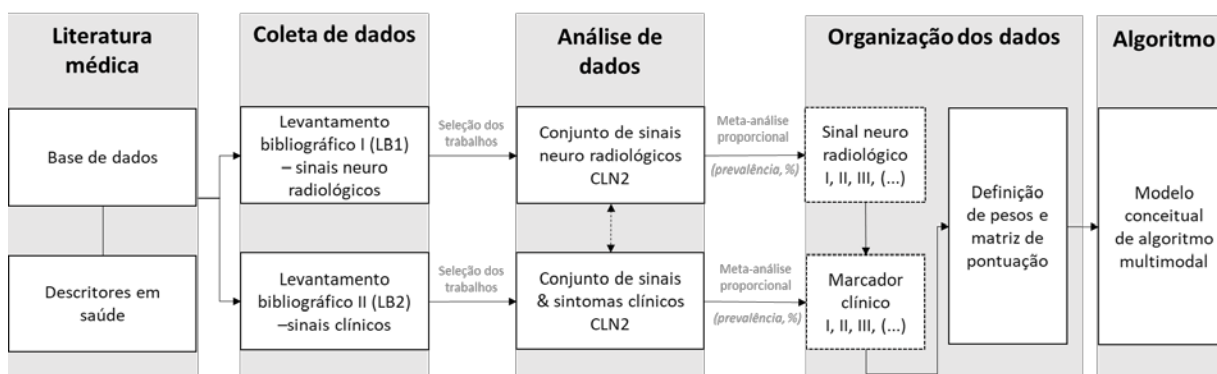 Literatura
médica
Base de dados
Descritores em
saúde
Coleta de dados
Levantamento
bibliográfico I (LB1)
– sinais neuro
radiológicos
Levantamento
bibliográfico II (LB2)
–sinais clínicos
Seleção dos
trabalhos
Seleção dos
trabalhos
Análise de
dados
Conjunto de sinais
neuro radiológicos
CLN2
Conjunto de sinais
& sintomas clínicos
CLN2
Meta-análise
proporcional
(prevalência, %)
Meta-análise
proporcional
(prevalência, %)
Organização dos dados
Sinal neuro
radiológico
I, II, III, (...)
Marcador
clínico
I, II, III, (...)
Definição
de pesos e
matriz de
pontuação
Algoritmo
Modelo
conceitual
de algoritmo
multimodal